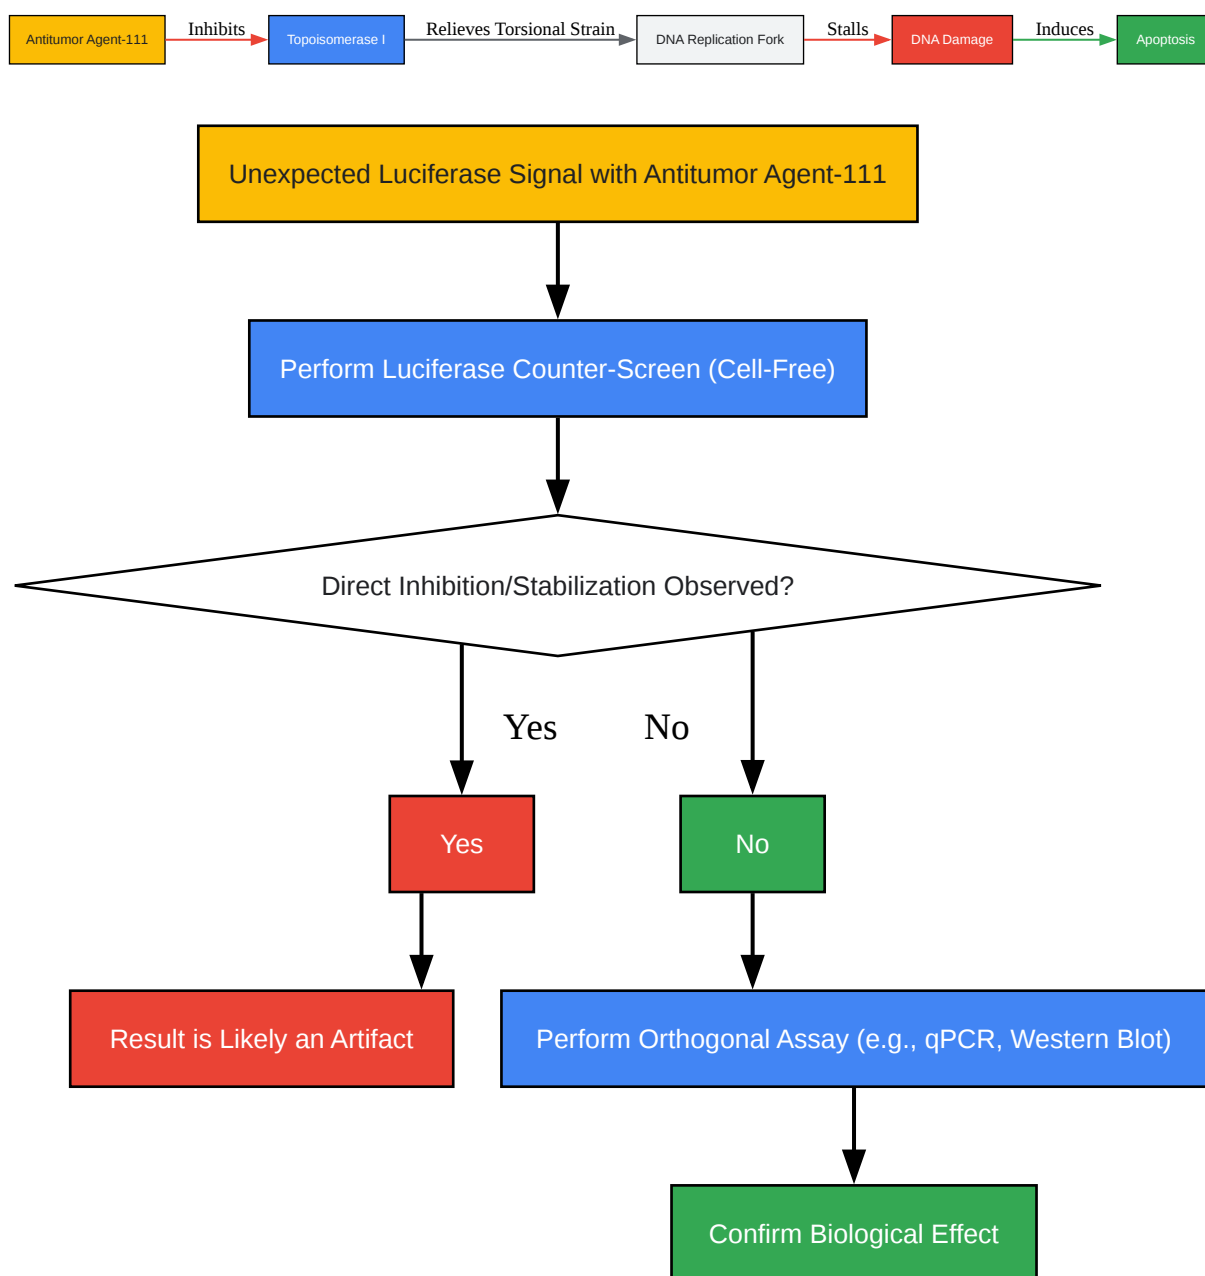 Antitumor Agent-111
Inhibits
Topoisomerase I
Relieves Torsional Strain
DNA Replication Fork
Stalls
DNA Damage
Induces
Apoptosis
Unexpected Luciferase Signal with Antitumor Agent-111
Perform Luciferase Counter-Screen (Cell-Free)
Direct Inhibition/Stabilization Observed?
Yes
No
Yes
No
Result is Likely an Artifact
Perform Orthogonal Assay (e.g., qPCR, Western Blot)
Confirm Biological Effect